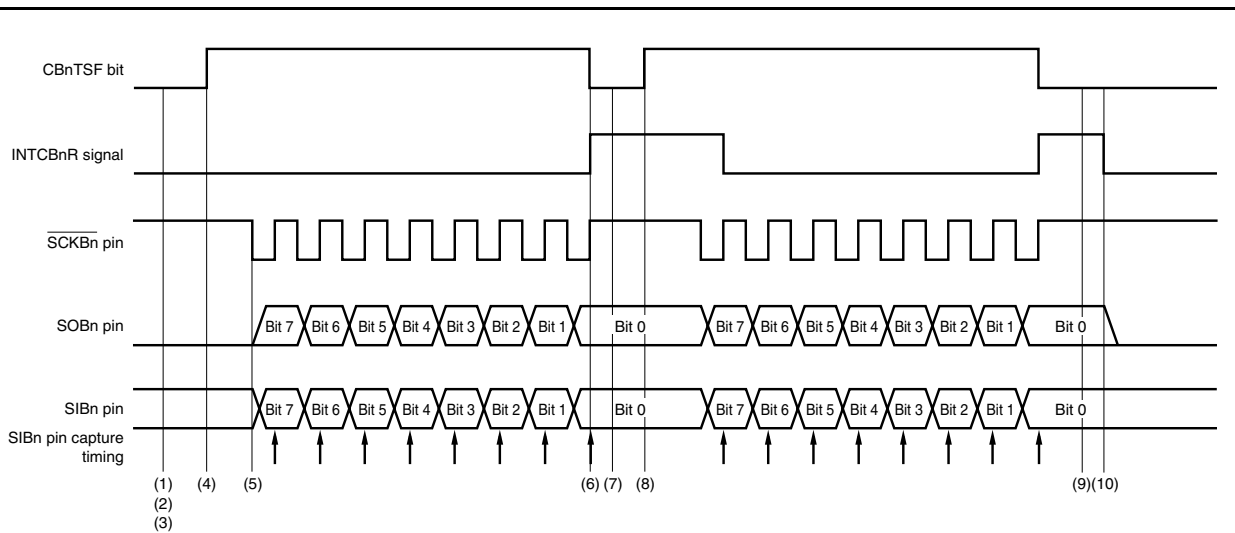 CBnTSF bit
INTCBnR signal
SCKBn pin
SOBn pin
Bit 7 Bit 6 Bit 5 Bit 4 Bit 3 Bit 2 Bit 1 Bit 0 Bit 7 Bit 6 Bit 5 Bit 4 Bit 3 Bit 2 Bit 1 Bit 0
SIBn pin
Bit 7 Bit 6 Bit 5 Bit 4 Bit 3 Bit 2 Bit 1 Bit 0 Bit 7 Bit 6 Bit 5 Bit 4 Bit 3 Bit 2 Bit 1 Bit 0
SIBn pin capture
timing
(1) (4) (5) (6) (7) (8) (9) (10)
(2)
(3)